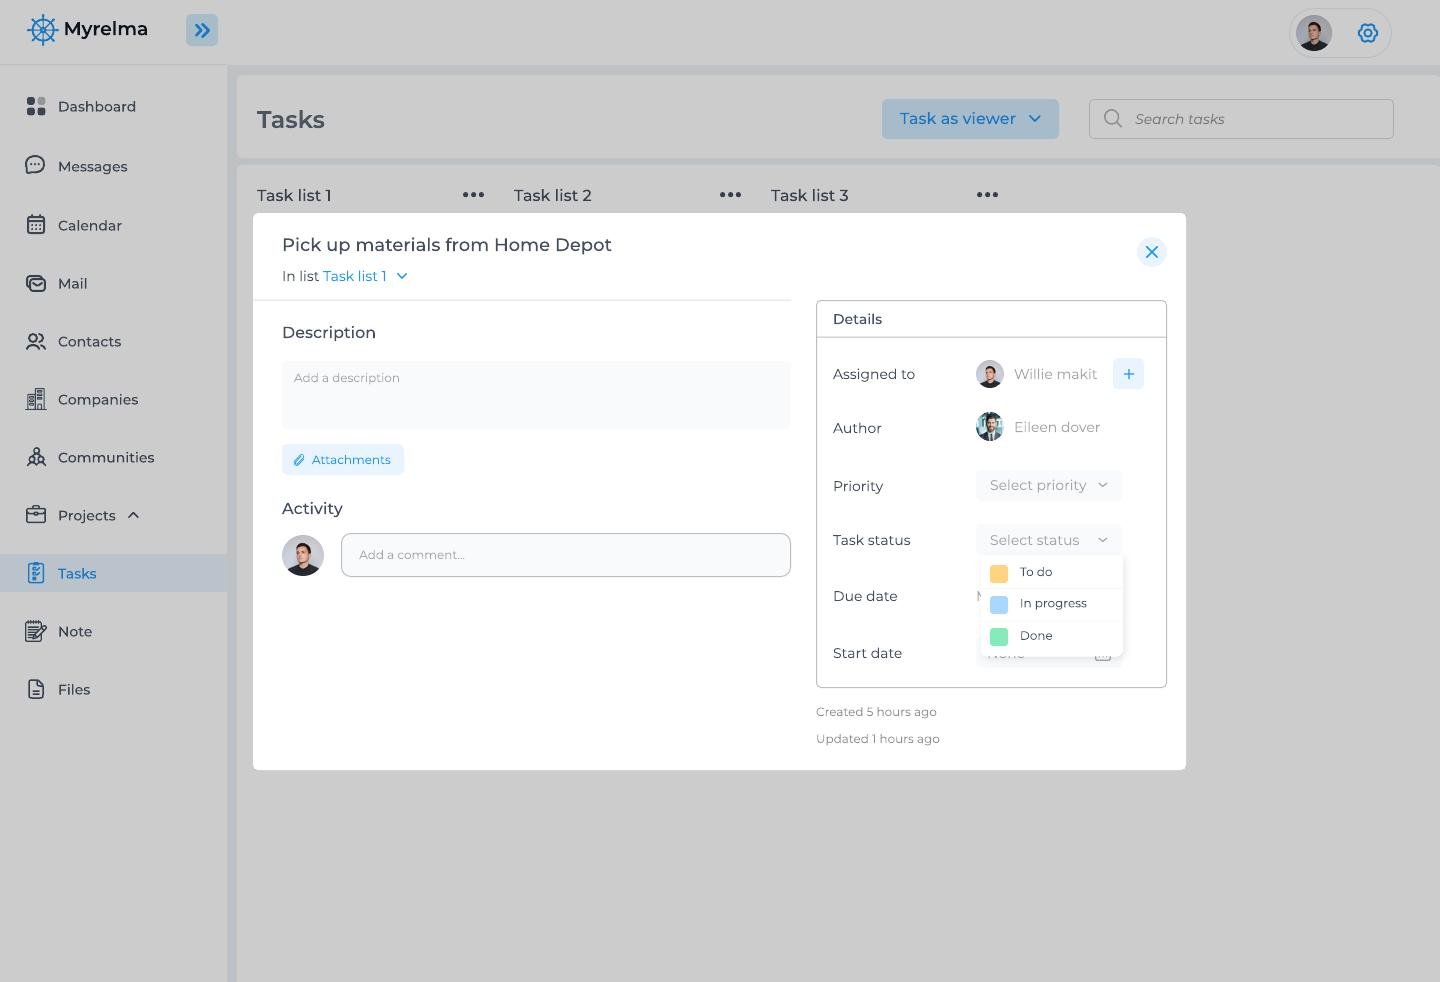 Myrelma
Dashboard
Messages
Calendar
Mail
Contacts
Companies
Communities
Projects
Tasks
Note
Files
Tasks
Task as viewer
Search tasks
Task list 1
Task list 2
Task list 3
Pick up materials from Home Depot
In list Task list 1
Description
Add a description
Attachments
Activity
Add a comment...
Details
Assigned to
Willie makit
Author
Eileen dover
Priority
Select priority
Task status
Select status
To do
In progress
Done
Due date
Start date
Created 5 hours ago
Updated 1 hours ago